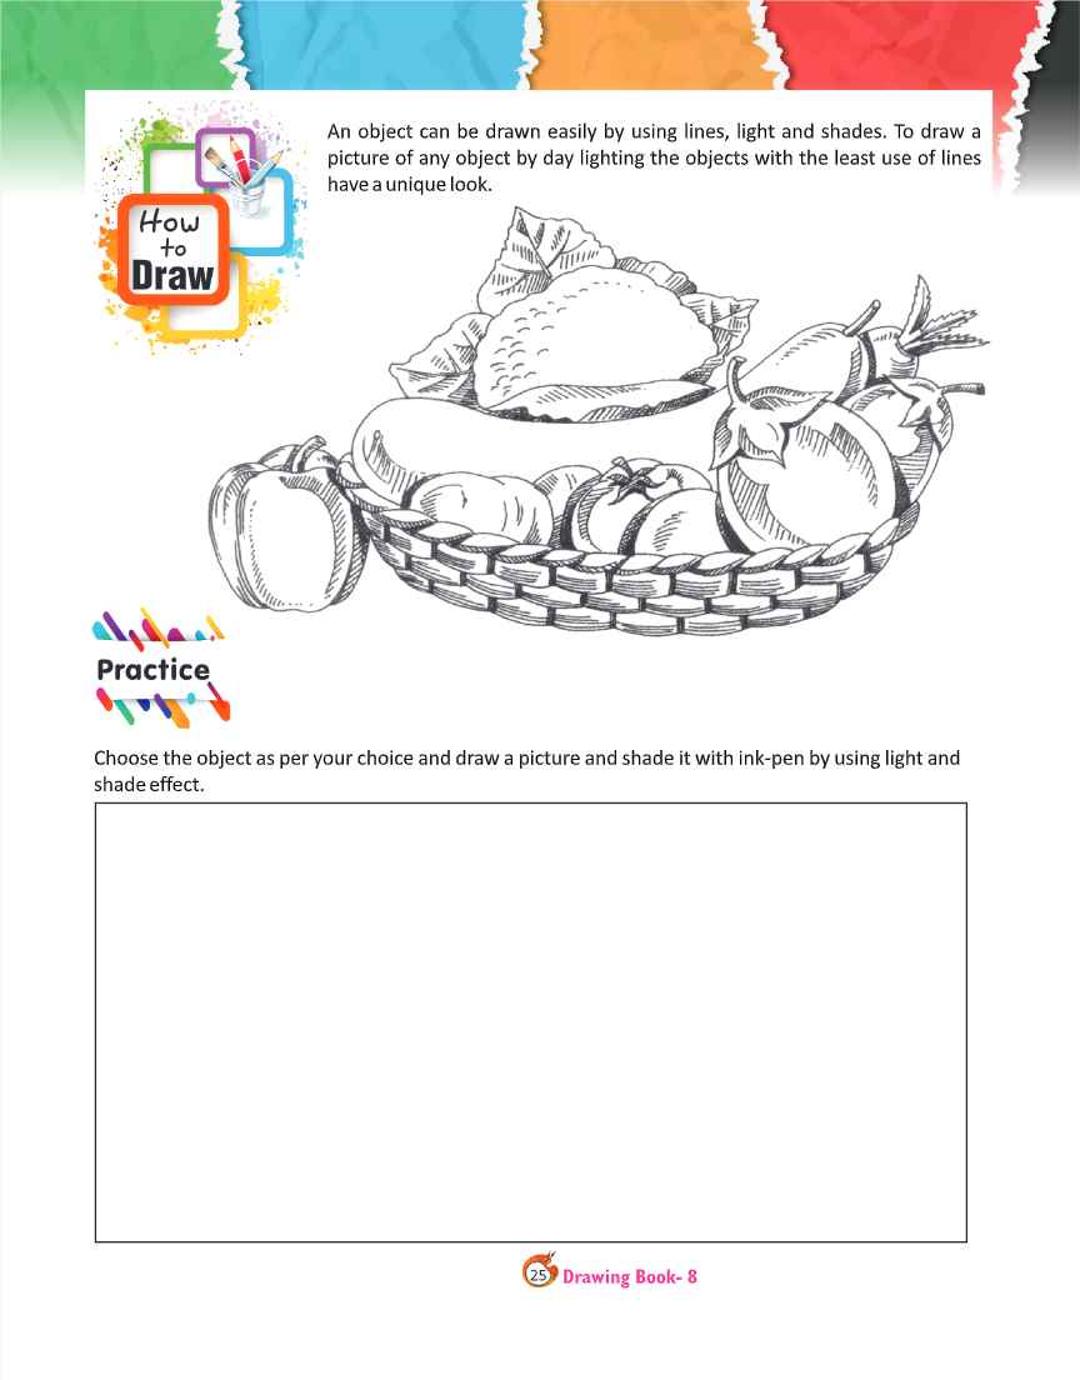 An object can be drawn easily by using lines, light and shades. To draw a
picture of any object by day lighting the objects with the least use of lines
have a unique look.
How
to
Draw
Practice
Choose the object as per your choice and draw a picture and shade it with ink-pen by using light and
shade effect.
25 Drawing Book- 8